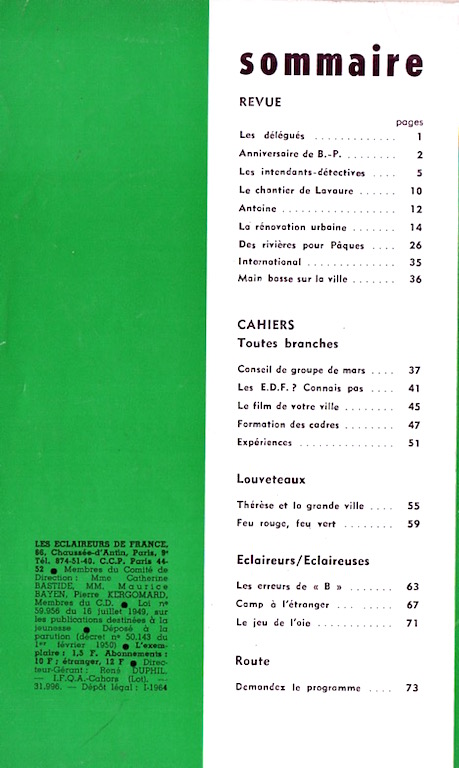 sommaire
REVUE
pages
Les délégués ............. 1
Anniversaire de B.-P. ........ 2
Les intendants-détectives .... 5
Le chantier de Lavaure ...... 10
Antoine ................. 12
La rénovation urbaine ....... 14
Des rivières pour Pâques .... 26
International .............. 35
Main basse sur la ville ....... 36
CAHIERS
Toutes branches
Conseil de groupe de mars .... 37
Les E.D.F. ? Connais pas .... 41
Le film de votre ville ........ 45
Formation des cadres ........ 47
Expériences ............... 51
Louveteaux
Thérèse et la grande ville .... 55
Feu rouge, feu vert ........ 59
Eclaireurs/Eclaireuses
Les erreurs de « B » ....... 63
Camp à l'étranger ... ...... 67
Le jeu de l'oie ............ 71
Route
Demandez le programme .... 73
LES ECLAIREURS DE FRANCE,
66, Chaussée-d'Antin, Paris, 9e
Tél. 874-51-40. C.C.P. Paris 44-
52 ● Membres du Comité de
Direction : Mme Catherine
BASTIDE, MM. Maurice
BAYEN, Pierre KERGOMARD,
Membres du C.D. ● Loi no
59.956 du 16 juillet 1949, sur
les publications destinées à la
jeunesse ● Déposé à la
parution (décret no 50.143 du
1er février 1950) ● L'exem-
plaire : 1,5 F. Abonnements :
10 F ; étranger, 12 F ● Direc-
teur-Gérant : René DUPHIL.
— I.F.Q.A.-Cahors (Lot). —
31.996. — Dépôt légal : I-1964